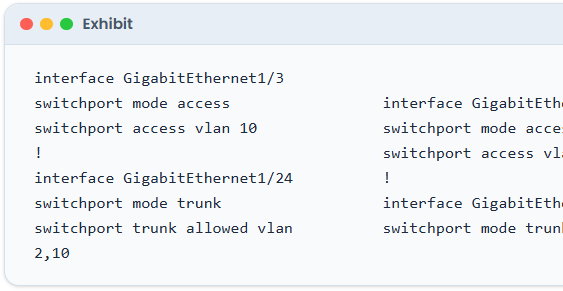 Exhibit
interface GigabitEthernet1/3
switchport mode access
switchport access vlan 10
!
interface GigabitEthernet1/24
switchport mode trunk
switchport trunk allowed vlan
2,10
interface
switchport mode
switchport access
!
interface
switchport mode